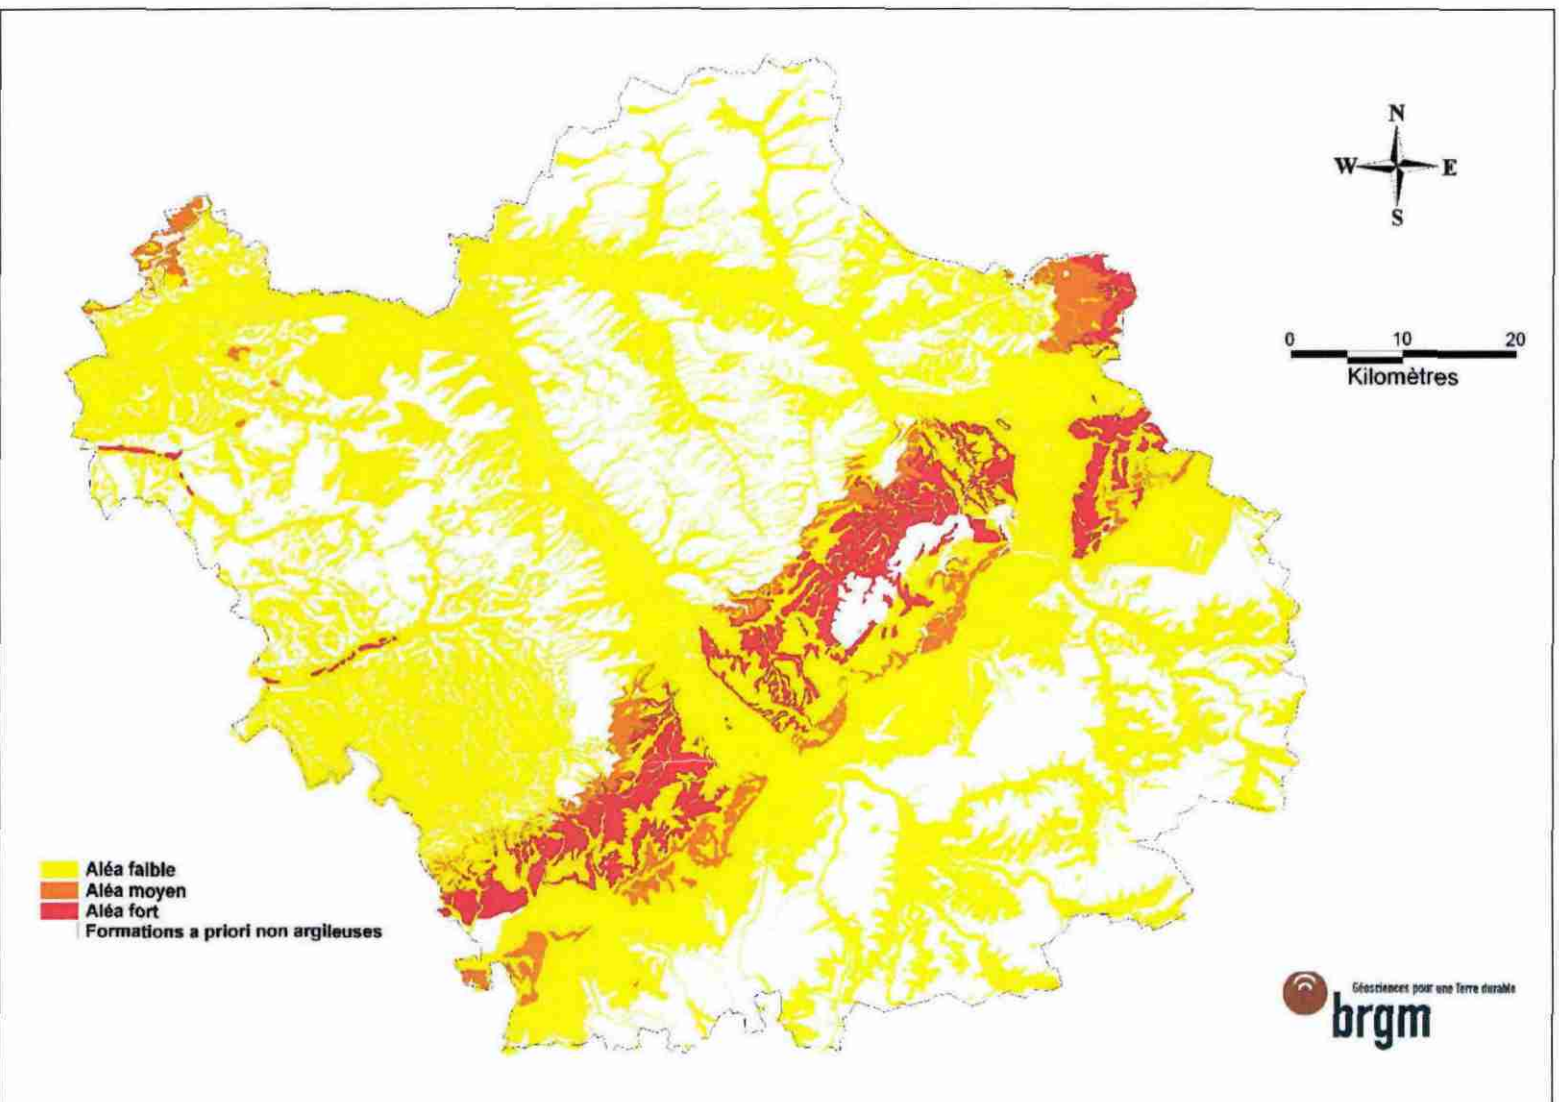 N
W E
S
0 10 20
Kilomètres
Aléa faible
Aléa moyen
Aléa fort
Formations a priori non argileuses
Géosciences pour une Terre durable
brgm